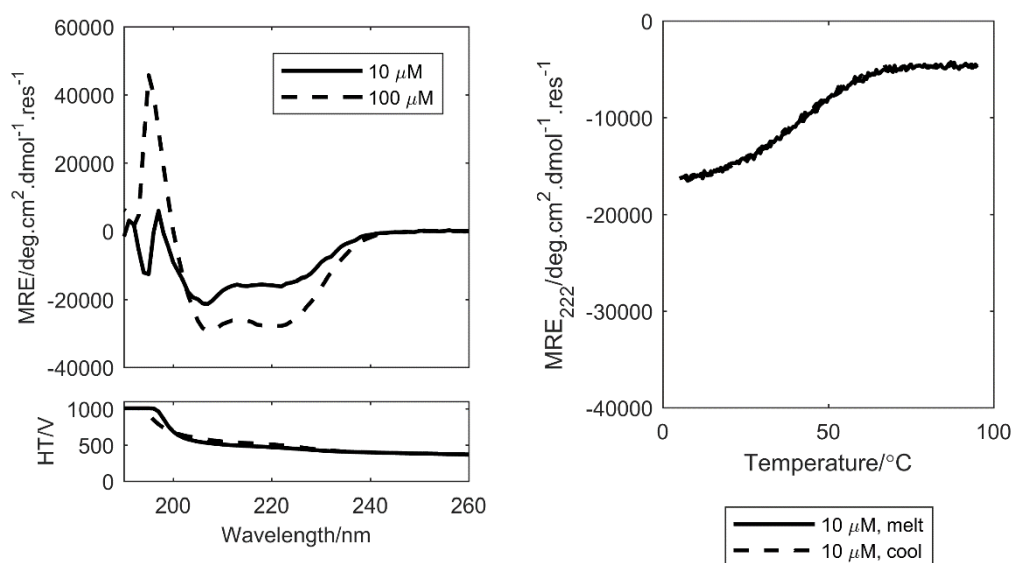 60000
40000
20000
0
-20000
-40000
MRE/deg.cm².dmol⁻¹.res⁻¹
10 μM
100 μM
1000
500
0
HT/V
200
220
240
260
Wavelength/nm
0
-10000
-20000
-30000
-40000
MRE₂₂₂/deg.cm².dmol⁻¹.res⁻¹
0
50
100
Temperature/°C
10 μM, melt
10 μM, cool